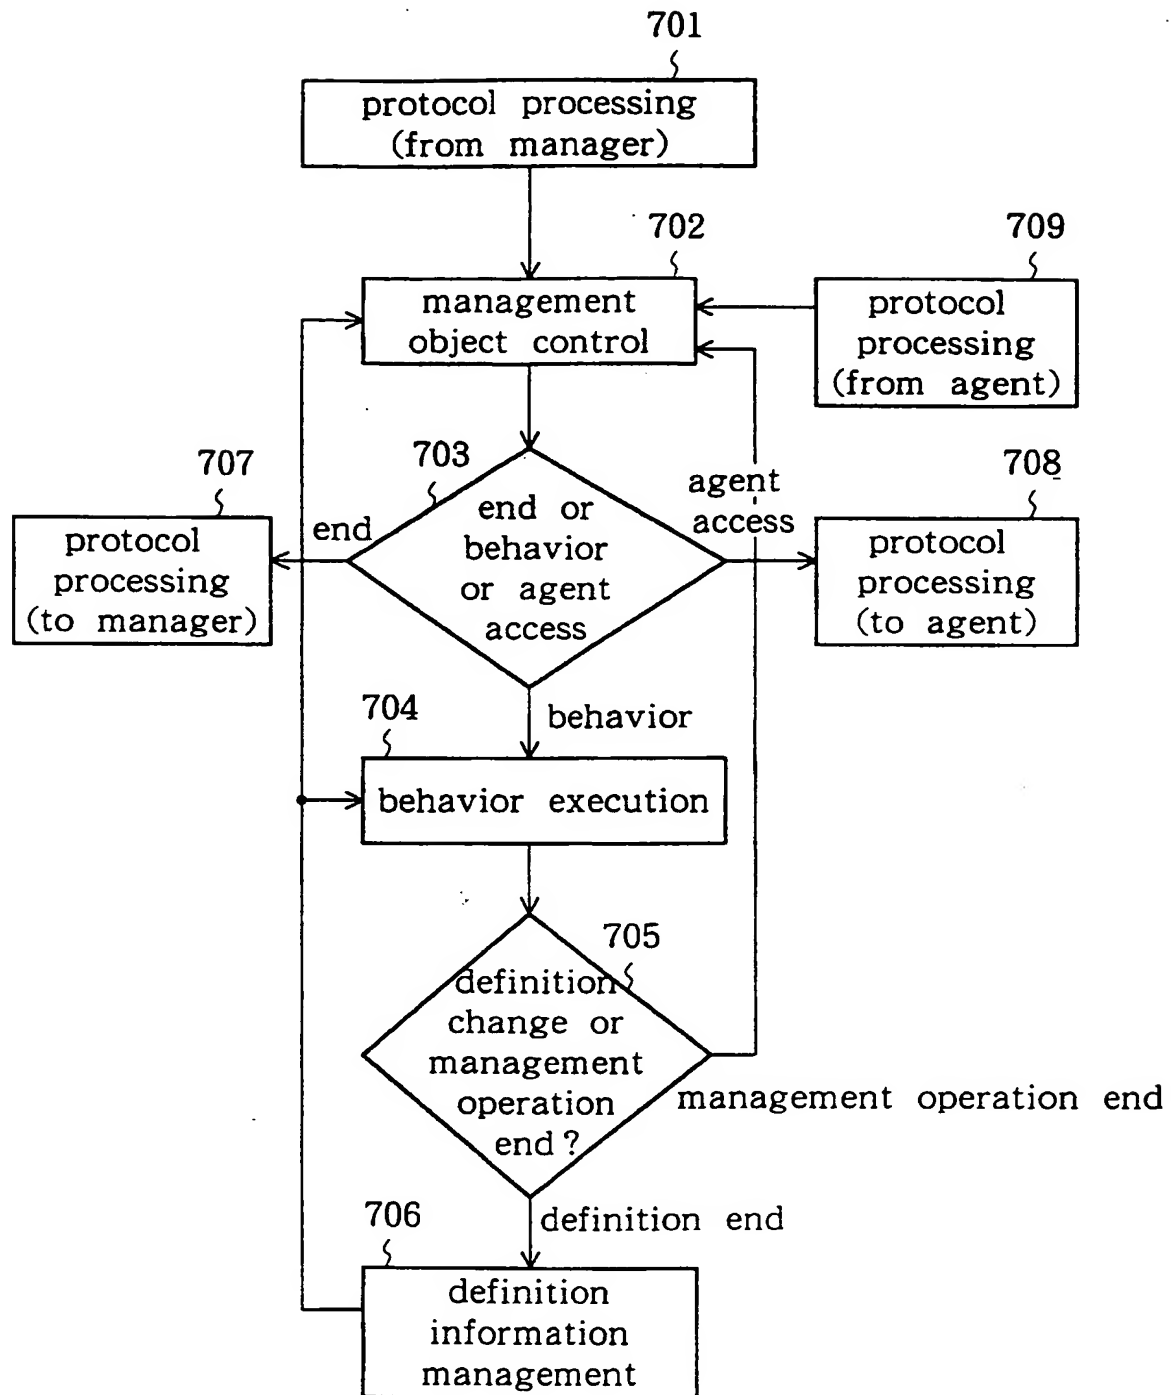 701
protocol processing
(from manager)
702
management
object control
709
protocol
processing
(from agent)
703
end or
behavior
or agent
access
707
end
protocol
processing
(to manager)
agent
access
708
protocol
processing
(to agent)
behavior
704
behavior execution
705
definition
change or
management
operation
end?
management operation end
definition end
706
definition
information
management